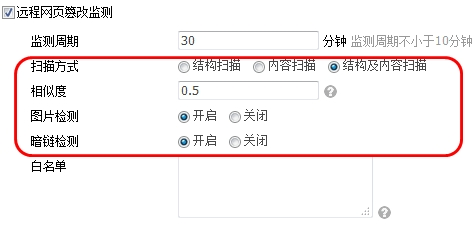 远程网页篡改监测
监测周期 30 分钟 监测周期不小于10分钟
扫描方式 结构扫描 内容扫描 结构及内容扫描
相似度 0.5 ?
图片检测 开启 关闭
暗链检测 开启 关闭
白名单 ?